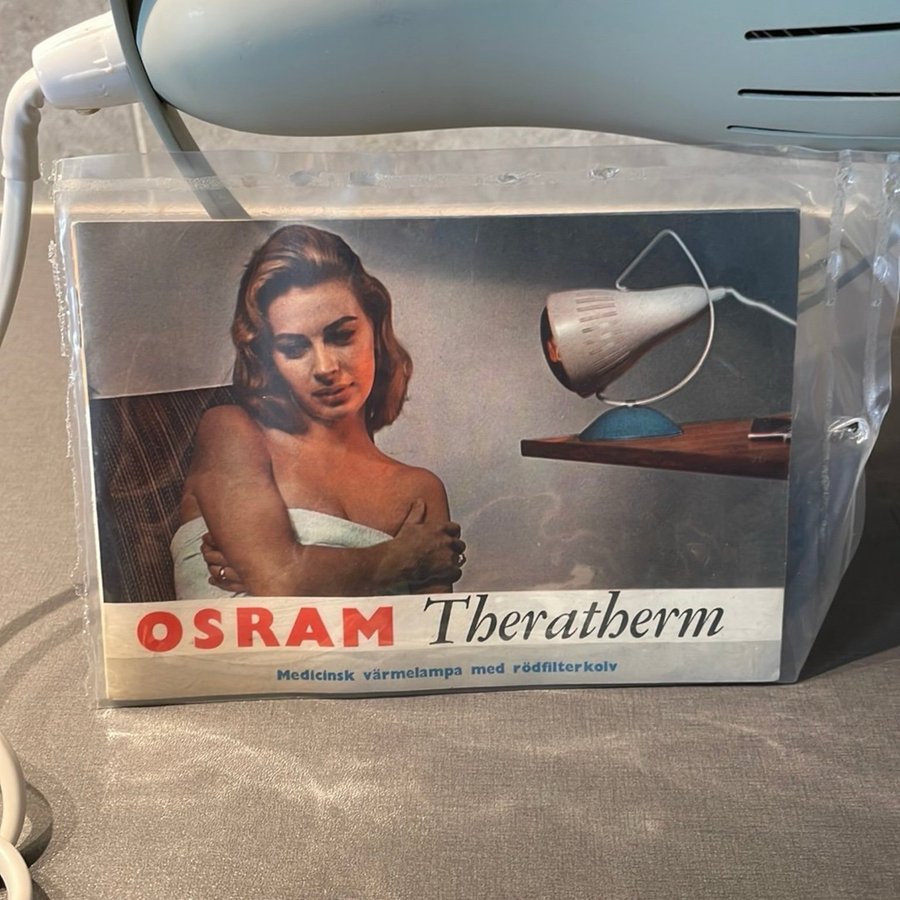 OSRAM Theratherm
Medicinsk värmelampa med rödfilterkolv